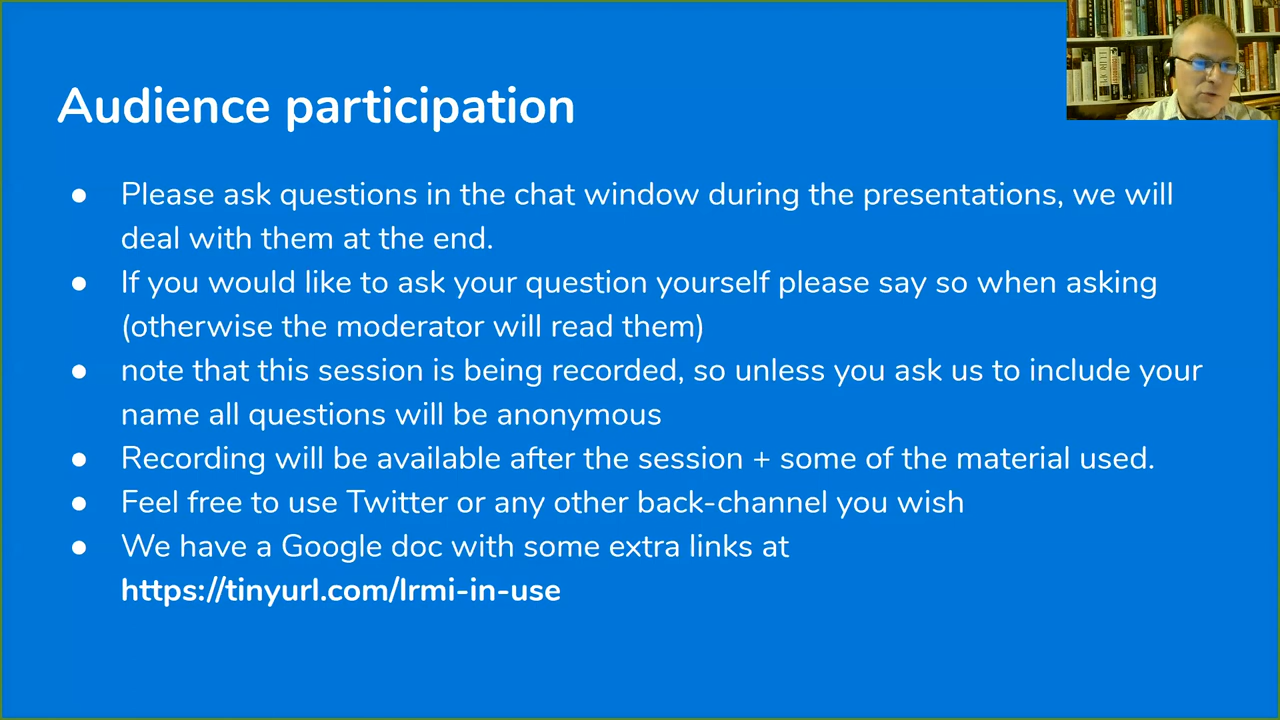 Audience participation
● Please ask questions in the chat window during the presentations, we will
deal with them at the end.
● If you would like to ask your question yourself please say so when asking
(otherwise the moderator will read them)
● note that this session is being recorded, so unless you ask us to include your
name all questions will be anonymous
● Recording will be available after the session + some of the material used.
● Feel free to use Twitter or any other back-channel you wish
● We have a Google doc with some extra links at
https://tinyurl.com/lrmi-in-use